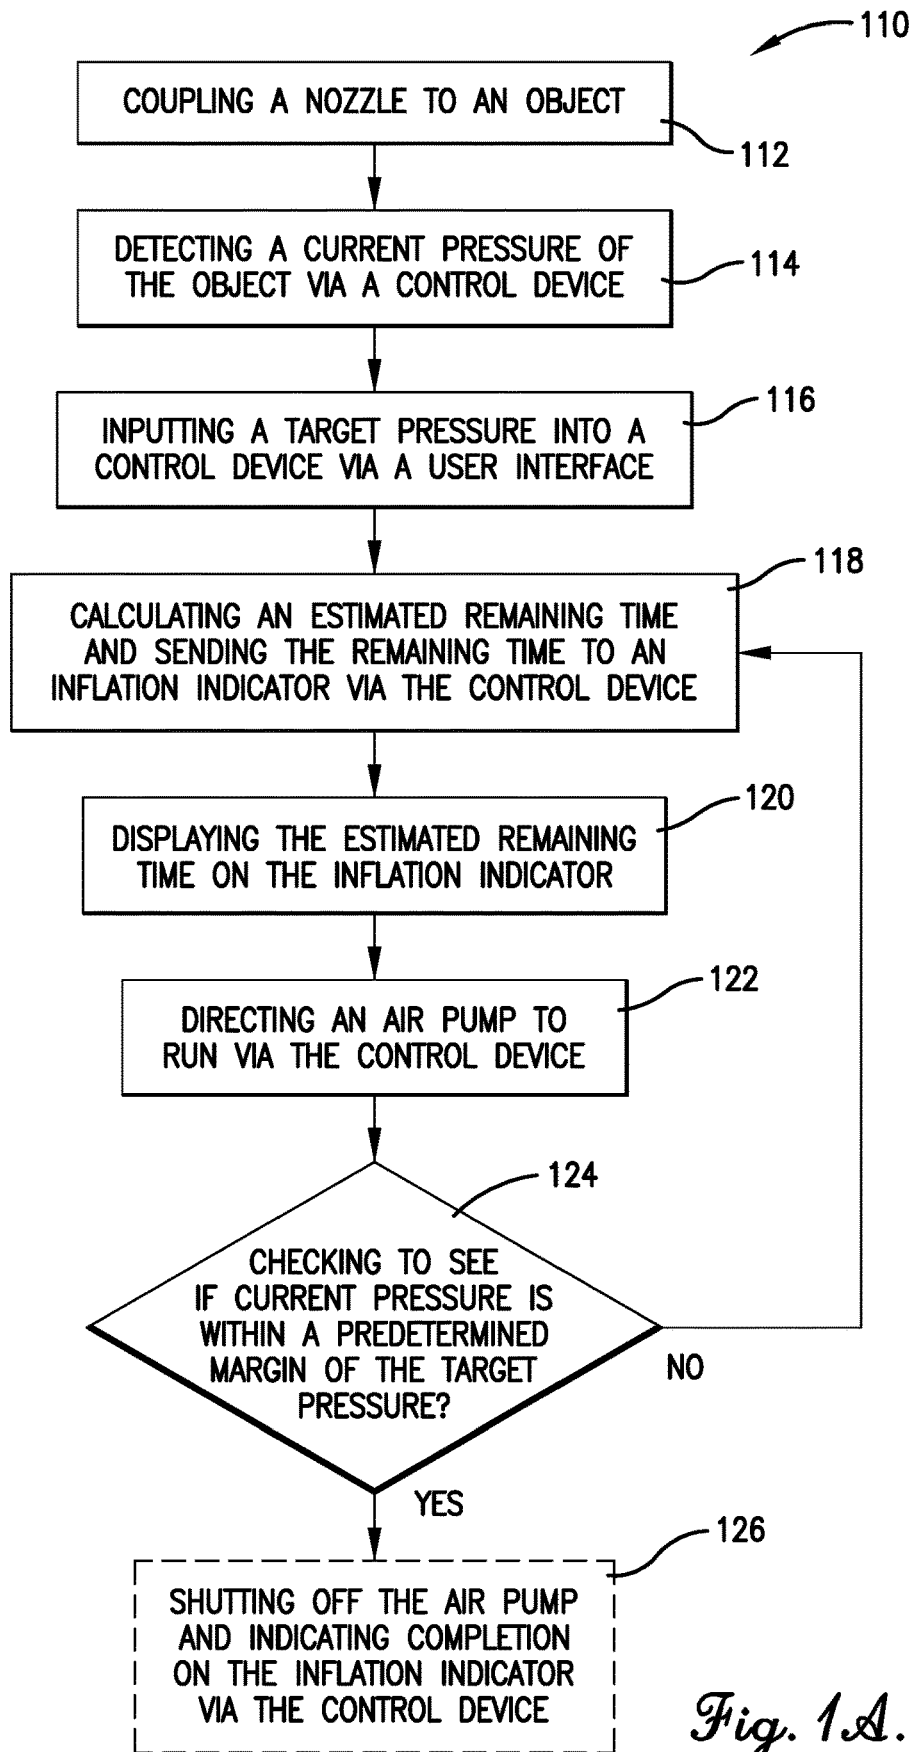 110
COUPLING A NOZZLE TO AN OBJECT
112
DETECTING A CURRENT PRESSURE OF
THE OBJECT VIA A CONTROL DEVICE
114
INPUTTING A TARGET PRESSURE INTO A
CONTROL DEVICE VIA A USER INTERFACE
116
CALCULATING AN ESTIMATED REMAINING TIME
AND SENDING THE REMAINING TIME TO AN
INFLATION INDICATOR VIA THE CONTROL DEVICE
118
DISPLAYING THE ESTIMATED REMAINING
TIME ON THE INFLATION INDICATOR
120
DIRECTING AN AIR PUMP TO
RUN VIA THE CONTROL DEVICE
122
CHECKING TO SEE
IF CURRENT PRESSURE IS
WITHIN A PREDETERMINED
MARGIN OF THE TARGET
PRESSURE?
124
NO
YES
SHUTTING OFF THE AIR PUMP
AND INDICATING COMPLETION
ON THE INFLATION INDICATOR
VIA THE CONTROL DEVICE
126
Fig. 1A.